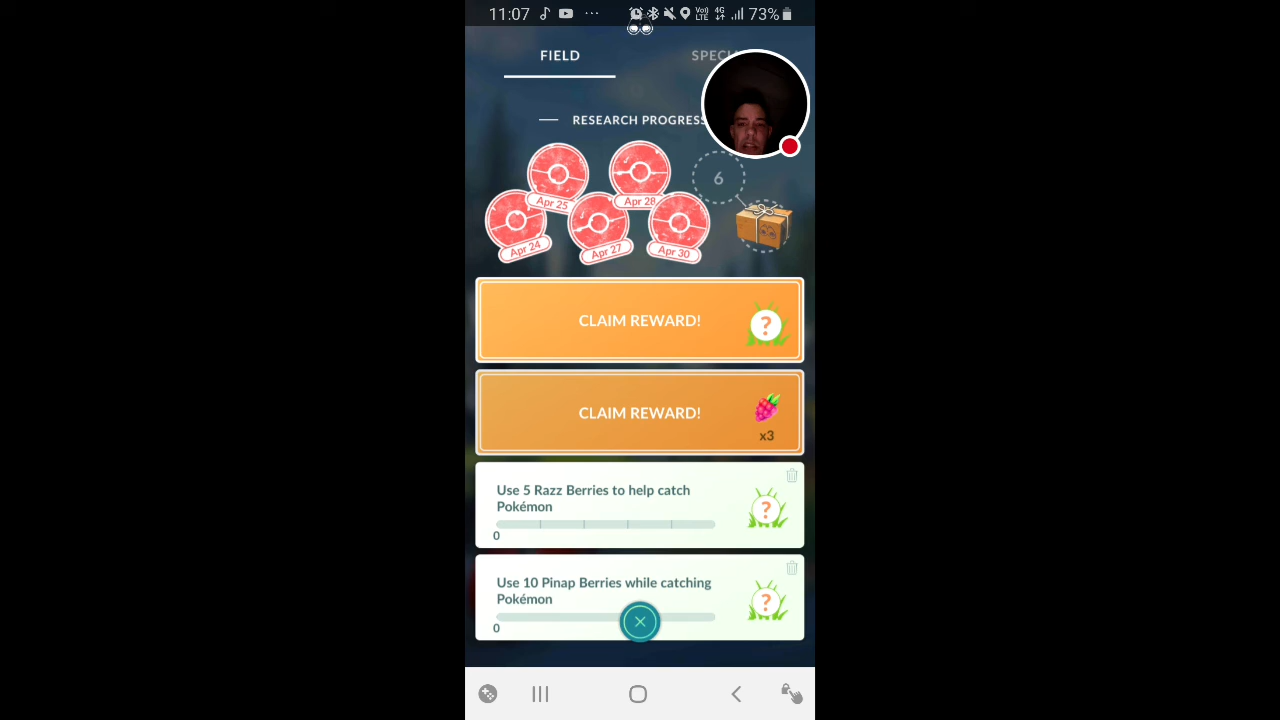 11:07 ... VoLTE 4G 73%
FIELD
RESEARCH PROGRESS
6
Apr 25
Apr 28
Apr 24
Apr 27
Apr 30
CLAIM REWARD!
?
CLAIM REWARD!
x3
Use 5 Razz Berries to help catch
Pokémon
?
0
Use 10 Pinap Berries while catching
Pokémon
?
0